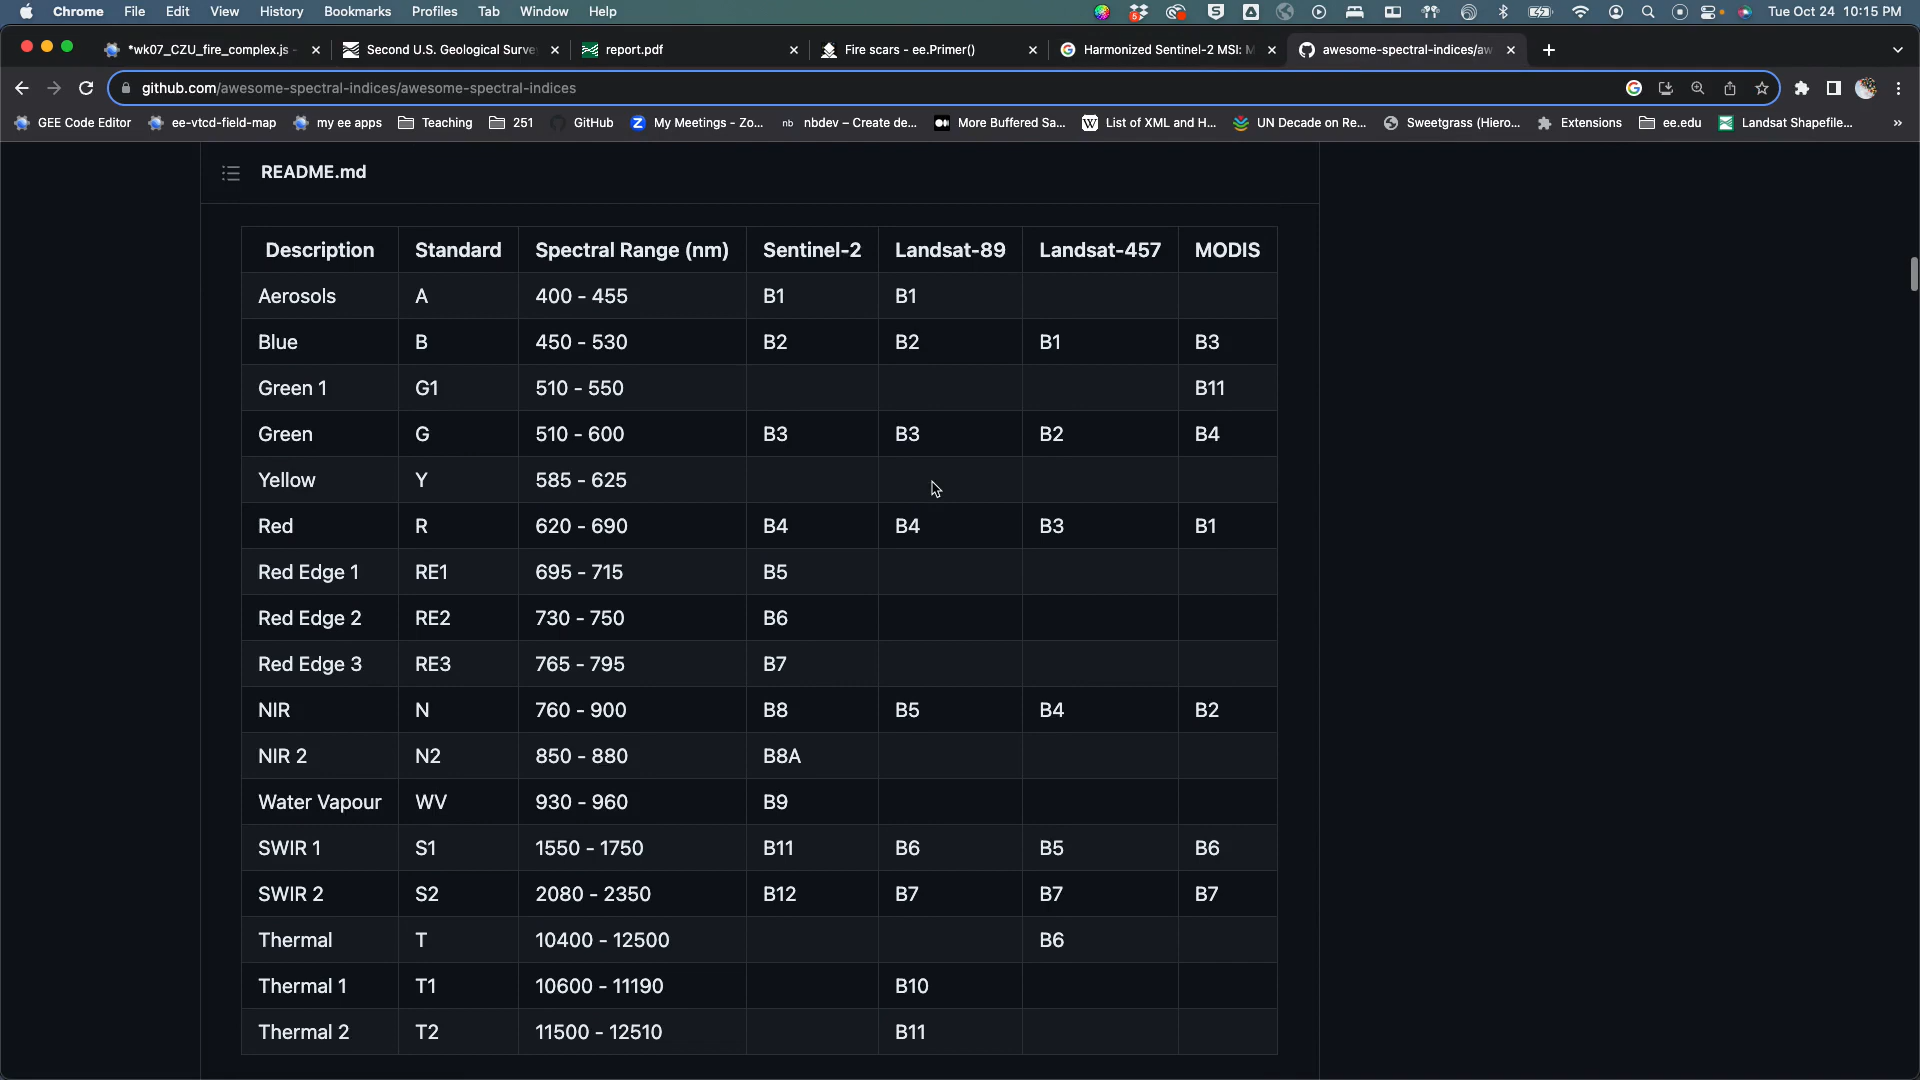 Chrome File Edit View History Bookmarks Profiles Tab Window Help Tue Oct 24 10:15 PM
*wk07_CZU_fire_complex.js - Second U.S. Geological Surve report.pdf Fire scars - ee.Primer() Harmonized Sentinel-2 MSI: M awesome-spectral-indices/aw
github.com/awesome-spectral-indices/awesome-spectral-indices
GEE Code Editor ee-vtcd-field-map my ee apps Teaching 251 GitHub My Meetings - Zo... nb nbdev – Create de... More Buffered Sa... List of XML and H... UN Decade on Re... Sweetgrass (Hiero... Extensions ee.edu Landsat Shapefile... »
README.md
Description Standard Spectral Range (nm) Sentinel-2 Landsat-89 Landsat-457 MODIS
Aerosols A 400 - 455 B1 B1
Blue B 450 - 530 B2 B2 B1 B3
Green 1 G1 510 - 550 B11
Green G 510 - 600 B3 B3 B2 B4
Yellow Y 585 - 625
Red R 620 - 690 B4 B4 B3 B1
Red Edge 1 RE1 695 - 715 B5
Red Edge 2 RE2 730 - 750 B6
Red Edge 3 RE3 765 - 795 B7
NIR N 760 - 900 B8 B5 B4 B2
NIR 2 N2 850 - 880 B8A
Water Vapour WV 930 - 960 B9
SWIR 1 S1 1550 - 1750 B11 B6 B5 B6
SWIR 2 S2 2080 - 2350 B12 B7 B7 B7
Thermal T 10400 - 12500 B6
Thermal 1 T1 10600 - 11190 B10
Thermal 2 T2 11500 - 12510 B11